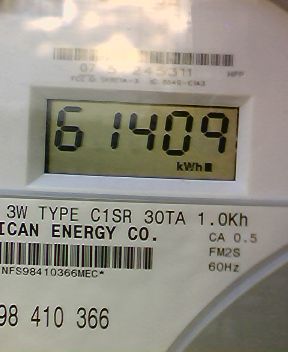 HPP
61409
kWh
3W TYPE C1SR 30TA 1.0Kh
ICAN ENERGY CO.
CA 0.5
FM2S
60Hz
NFS98410366MEC*
98 410 366